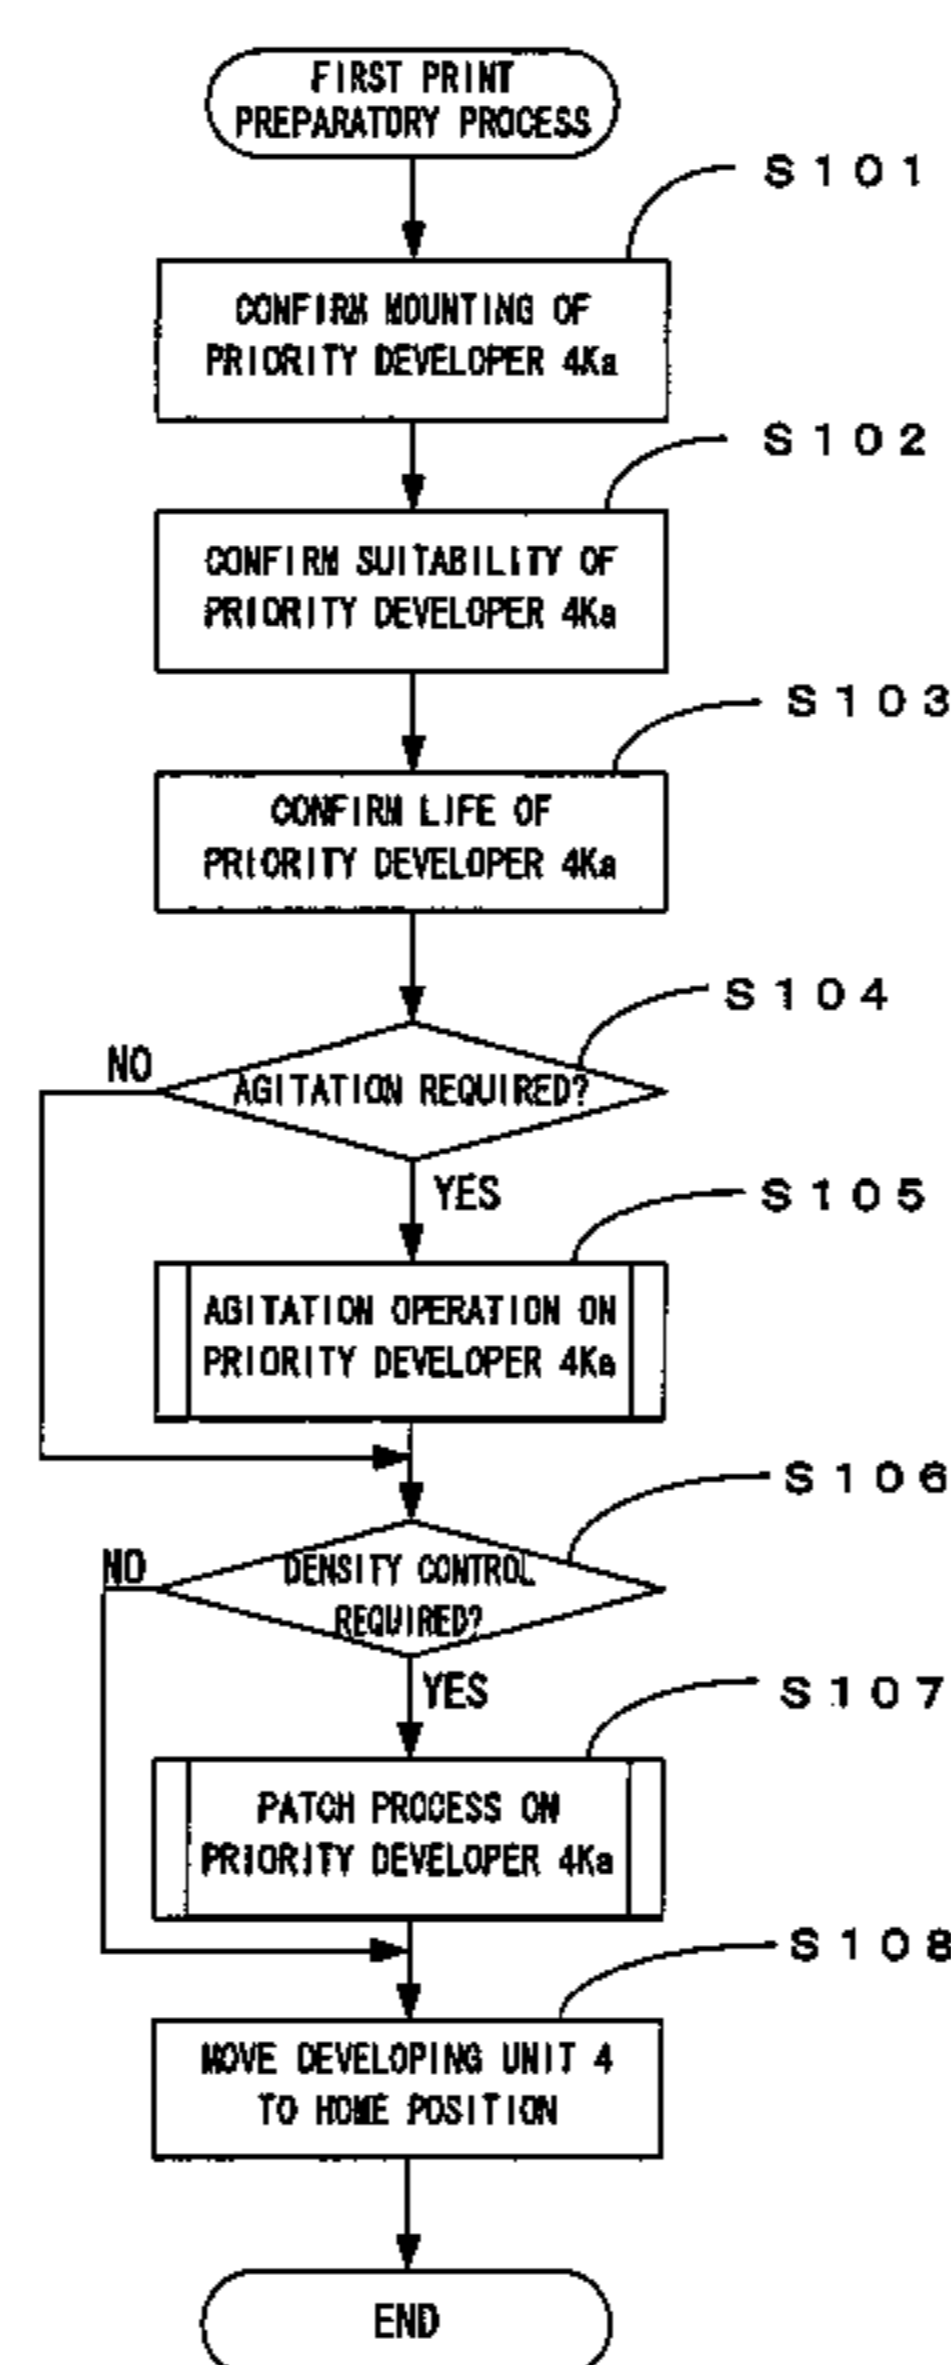 FIRST PRINT
PREPARATORY PROCESS
S101
CONFIRM MOUNTING OF
PRIORITY DEVELOPER 4Ka
S102
CONFIRM SUITABILITY OF
PRIORITY DEVELOPER 4Ka
S103
CONFIRM LIFE OF
PRIORITY DEVELOPER 4Ka
S104
NO
AGITATION REQUIRED?
YES
S105
AGITATION OPERATION ON
PRIORITY DEVELOPER 4Ka
S106
NO
DENSITY CONTROL
REQUIRED?
YES
S107
PATCH PROCESS ON
PRIORITY DEVELOPER 4Ka
S108
MOVE DEVELOPING UNIT 4
TO HOME POSITION
END